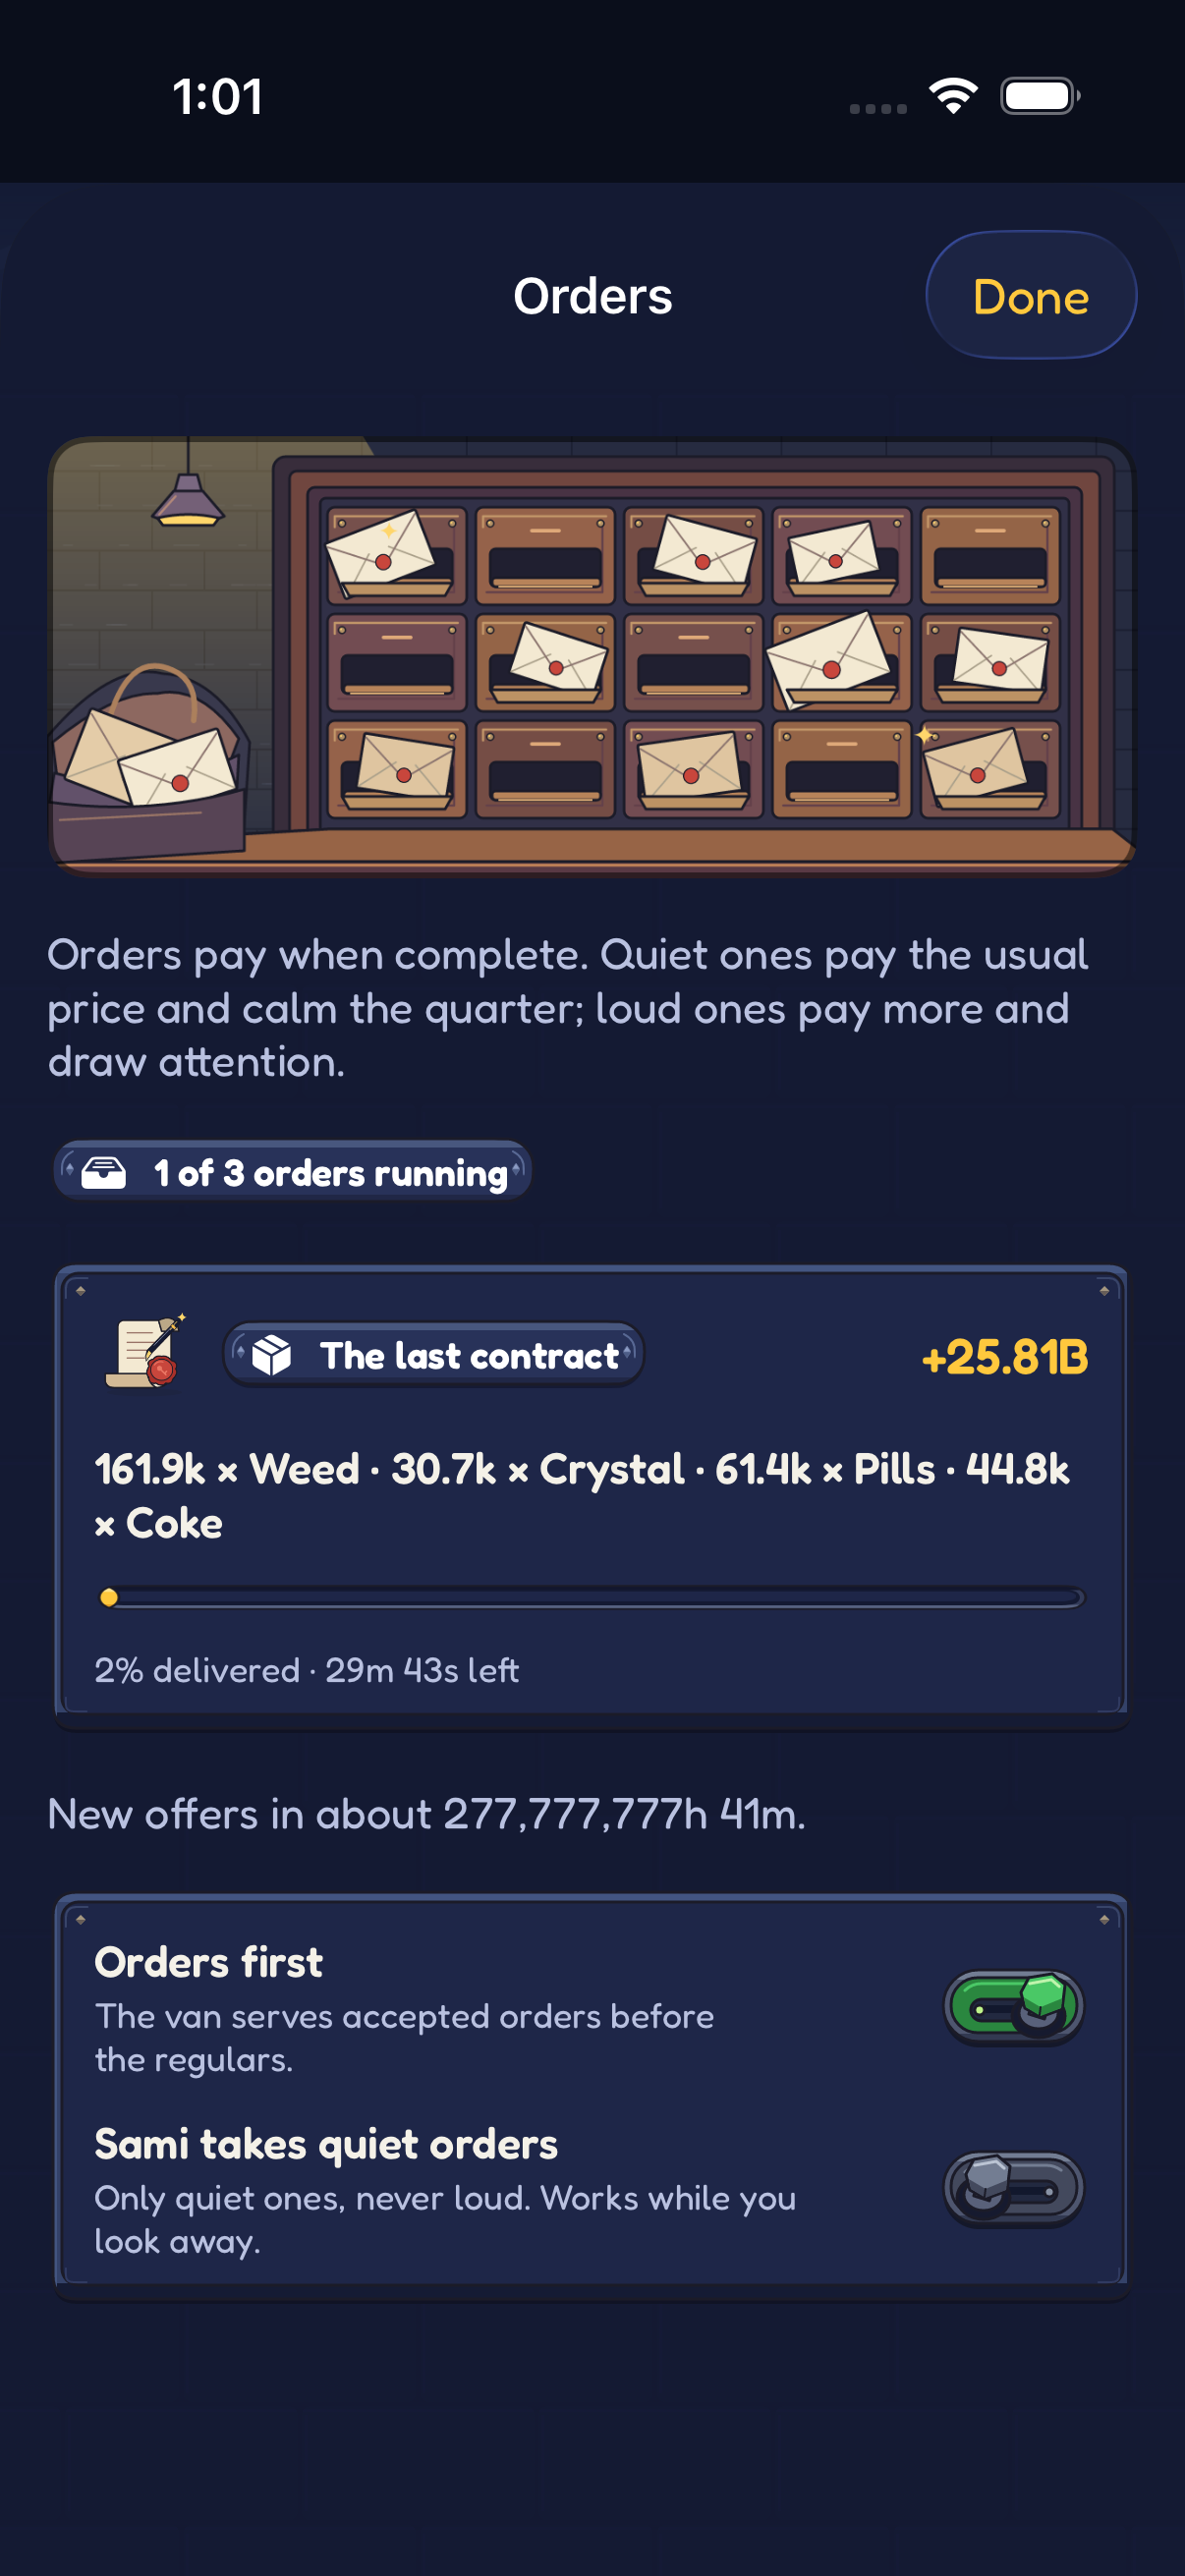 1:01
Orders
Done
Orders pay when complete. Quiet ones pay the usual
price and calm the quarter; loud ones pay more and
draw attention.
1 of 3 orders running
The last contract
+25.81B
161.9k × Weed · 30.7k × Crystal · 61.4k × Pills · 44.8k
× Coke
2% delivered · 29m 43s left
New offers in about 277,777,777h 41m.
Orders first
The van serves accepted orders before
the regulars.
Sami takes quiet orders
Only quiet ones, never loud. Works while you
look away.